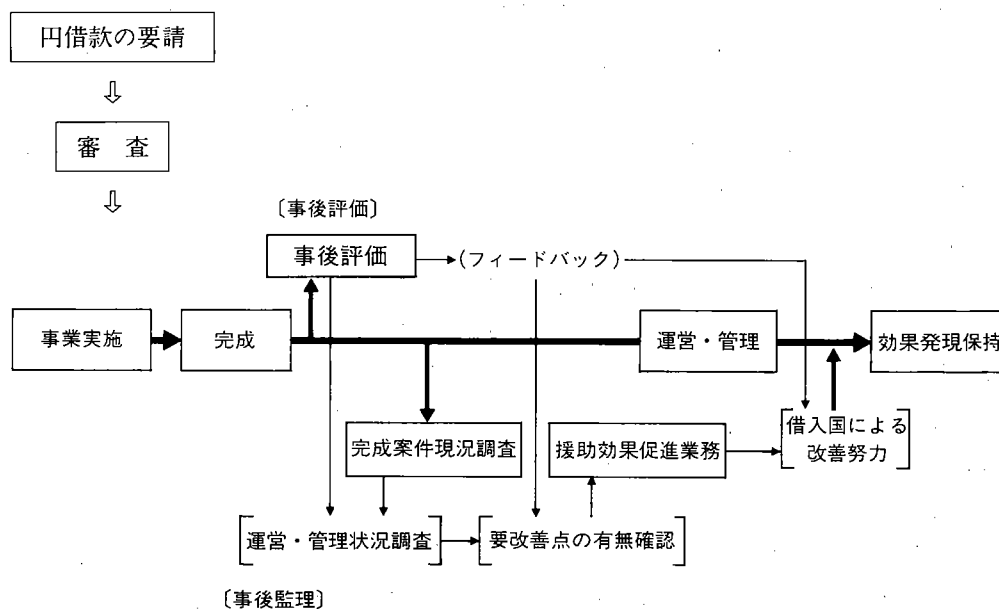 円借款の要請
審 査
〔事後評価〕
事後評価
(フィードバック)
事業実施
完成
運営・管理
効果発現保持
完成案件現況調査
援助効果促進業務
借入国による
改善努力
運営・管理状況調査
要改善点の有無確認
〔事後監理〕